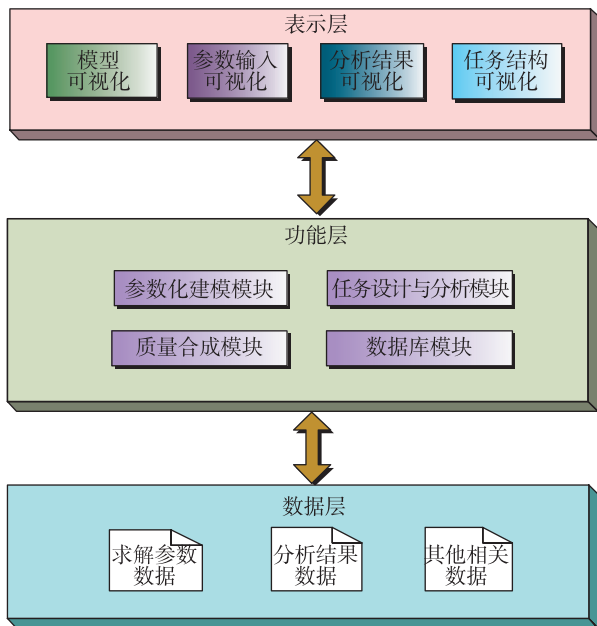 表示层
模型
可视化
参数输入
可视化
分析结果
可视化
任务结构
可视化
功能层
参数化建模模块
任务设计与分析模块
质量合成模块
数据库模块
数据层
求解参数
数据
分析结果
数据
其他相关
数据